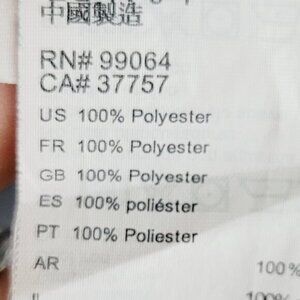 中國製造
RN# 99064
CA# 37757
US 100% Polyester
FR 100% Polyester
GB 100% Polyester
ES 100% poliéster
PT 100% Poliester
AR 100%
100%